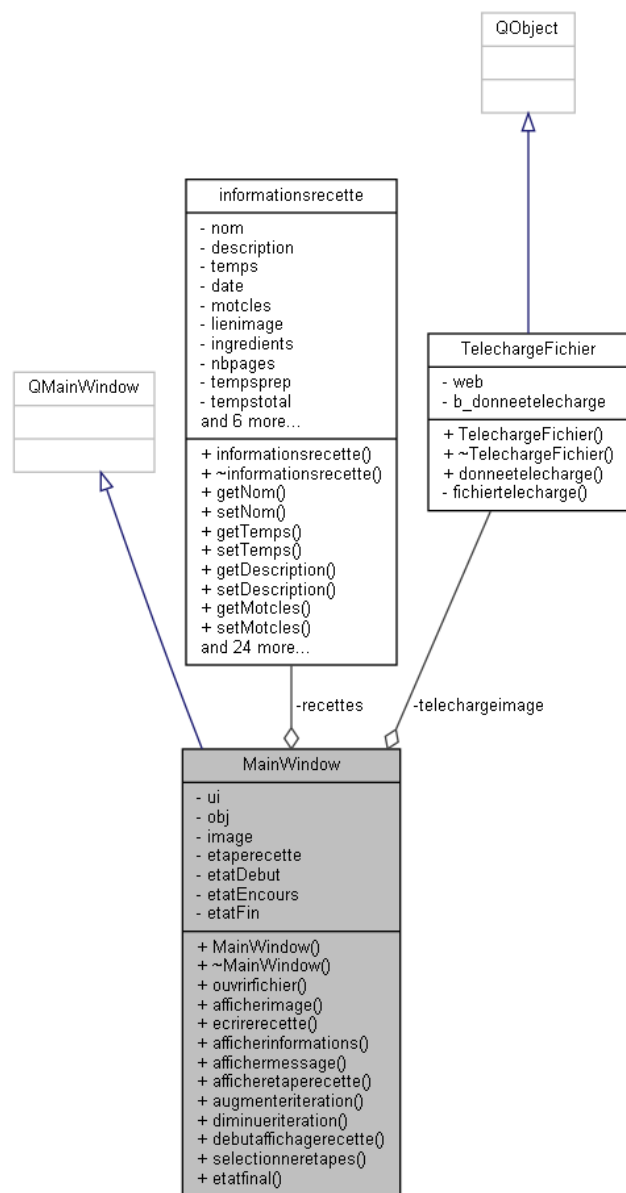 QObject
informationsrecette
- nom
- description
- temps
- date
- motcles
- lienimage
- ingredients
- nbpages
- tempsprep
- tempstotal
and 6 more...
+ informationsrecette()
+ ~informationsrecette()
+ getNom()
+ setNom()
+ getTemps()
+ setTemps()
+ getDescription()
+ setDescription()
+ getMotcles()
+ setMotcles()
and 24 more...
TelechargeFichier
- web
- b_donneetelecharge
+ TelechargeFichier()
+ ~TelechargeFichier()
+ donneetelecharge()
- fichiertelecharge()
QMainWindow
-recettes
-telechargeimage
MainWindow
- ui
- obj
- image
- etaperecette
- etatDebut
- etatEncours
- etatFin
+ MainWindow()
+ ~MainWindow()
+ ouvrirfichier()
+ afficherimage()
+ ecrirerecette()
+ afficherinformations()
+ affichermessage()
+ afficheretaperecette()
+ augmenteriteration()
+ diminueriteration()
+ debutaffichagerecette()
+ selectionneretapes()
+ etatfinal()